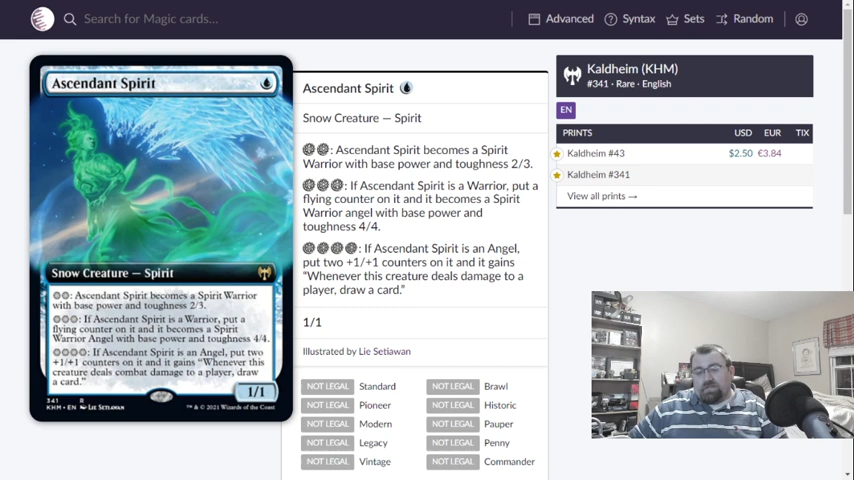 Search for Magic cards...
Advanced
Syntax
Sets
Random
Ascendant Spirit
Snow Creature — Spirit
: Ascendant Spirit becomes a Spirit Warrior
with base power and toughness 2/3.
: If Ascendant Spirit is a Warrior, put a
flying counter on it and it becomes a Spirit
Warrior Angel with base power and toughness 4/4.
: If Ascendant Spirit is an Angel, put two
+1/+1 counters on it and it gains "Whenever this
creature deals combat damage to a player, draw
a card."
1/1
341 R
KHM • EN LIE SETIAWAN
™ & © 2021 Wizards of the Coast
Ascendant Spirit
Snow Creature — Spirit
: Ascendant Spirit becomes a Spirit
Warrior with base power and toughness 2/3.
: If Ascendant Spirit is a Warrior, put a
flying counter on it and it becomes a Spirit
Warrior angel with base power and
toughness 4/4.
: If Ascendant Spirit is an Angel,
put two +1/+1 counters on it and it gains
"Whenever this creature deals damage to a
player, draw a card."
1/1
Illustrated by Lie Setiawan
NOT LEGAL Standard NOT LEGAL Brawl
NOT LEGAL Pioneer NOT LEGAL Historic
NOT LEGAL Modern NOT LEGAL Pauper
NOT LEGAL Legacy NOT LEGAL Penny
NOT LEGAL Vintage NOT LEGAL Commander
Kaldheim (KHM)
#341 · Rare · English
EN
PRINTS USD EUR TIX
Kaldheim #43 $2.50 €3.84
Kaldheim #341
View all prints →